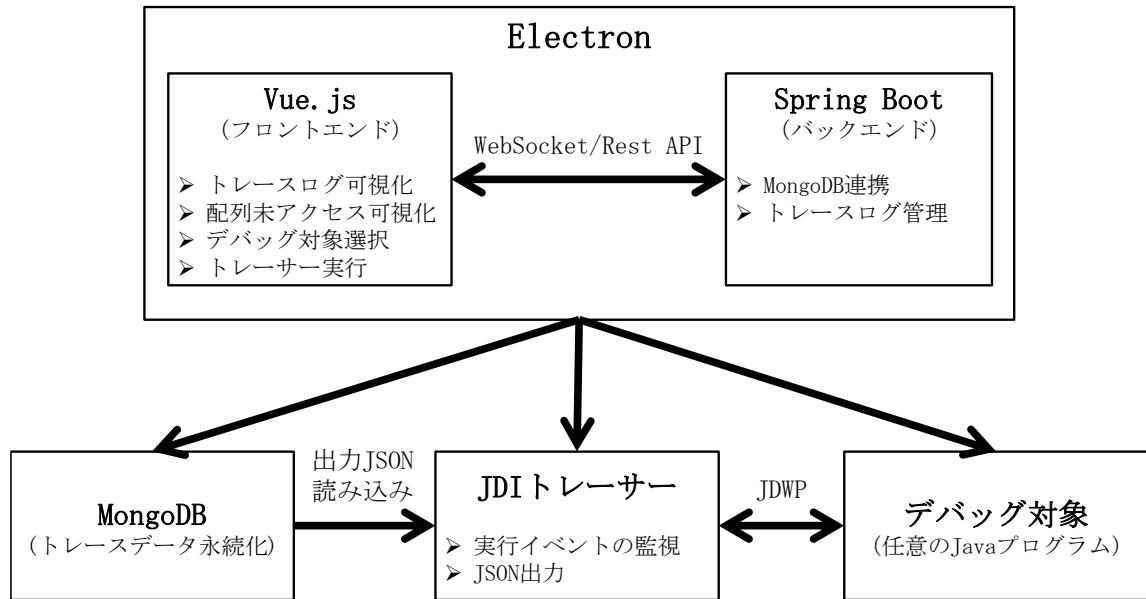 Electron
Vue.js
(フロントエンド)
➢ トレースログ可視化
➢ 配列未アクセス可視化
➢ デバッグ対象選択
➢ トレーサー実行
WebSocket/Rest API
Spring Boot
(バックエンド)
➢ MongoDB連携
➢ トレースログ管理
MongoDB
(トレースデータ永続化)
出力JSON
読み込み
JDIトレーサー
➢ 実行イベントの監視
➢ JSON出力
JDWP
デバッグ対象
(任意のJavaプログラム)